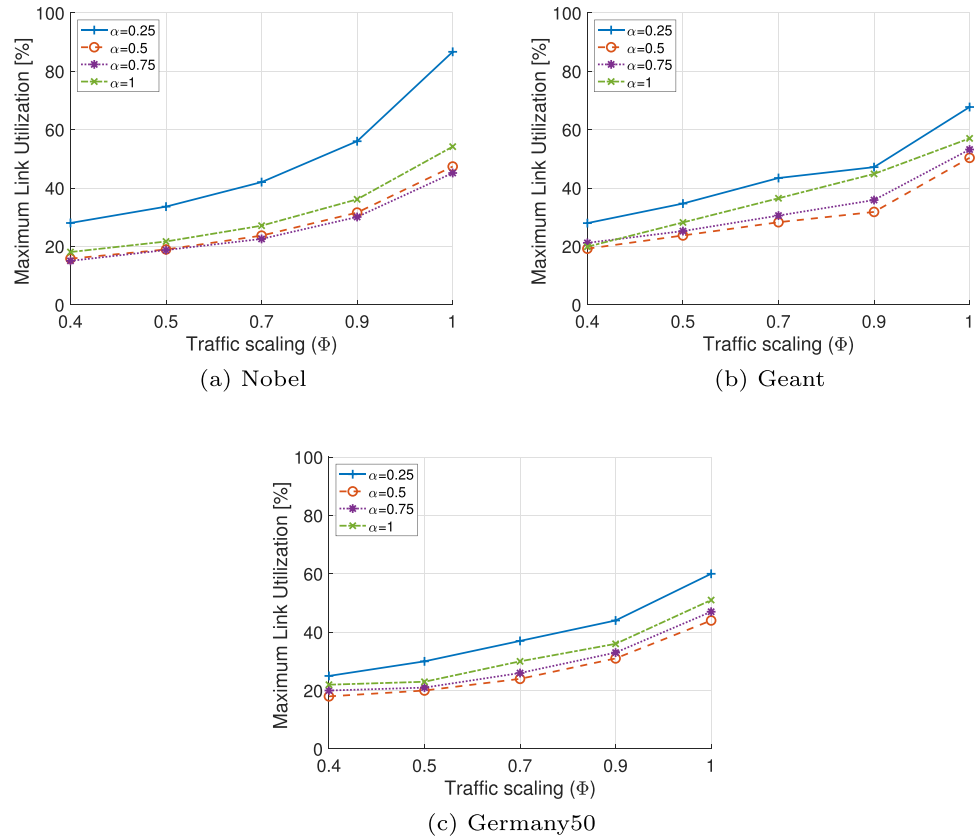 Maximum Link Utilization [%]
100
80
60
40
20
0
α=0.25
α=0.5
α=0.75
α=1
0.4 0.5 0.7 0.9 1
Traffic scaling (Φ)
(a) Nobel
Maximum Link Utilization [%]
100
80
60
40
20
0
α=0.25
α=0.5
α=0.75
α=1
0.4 0.5 0.7 0.9 1
Traffic scaling (Φ)
(b) Geant
Maximum Link Utilization [%]
100
80
60
40
20
0
α=0.25
α=0.5
α=0.75
α=1
0.4 0.5 0.7 0.9 1
Traffic scaling (Φ)
(c) Germany50